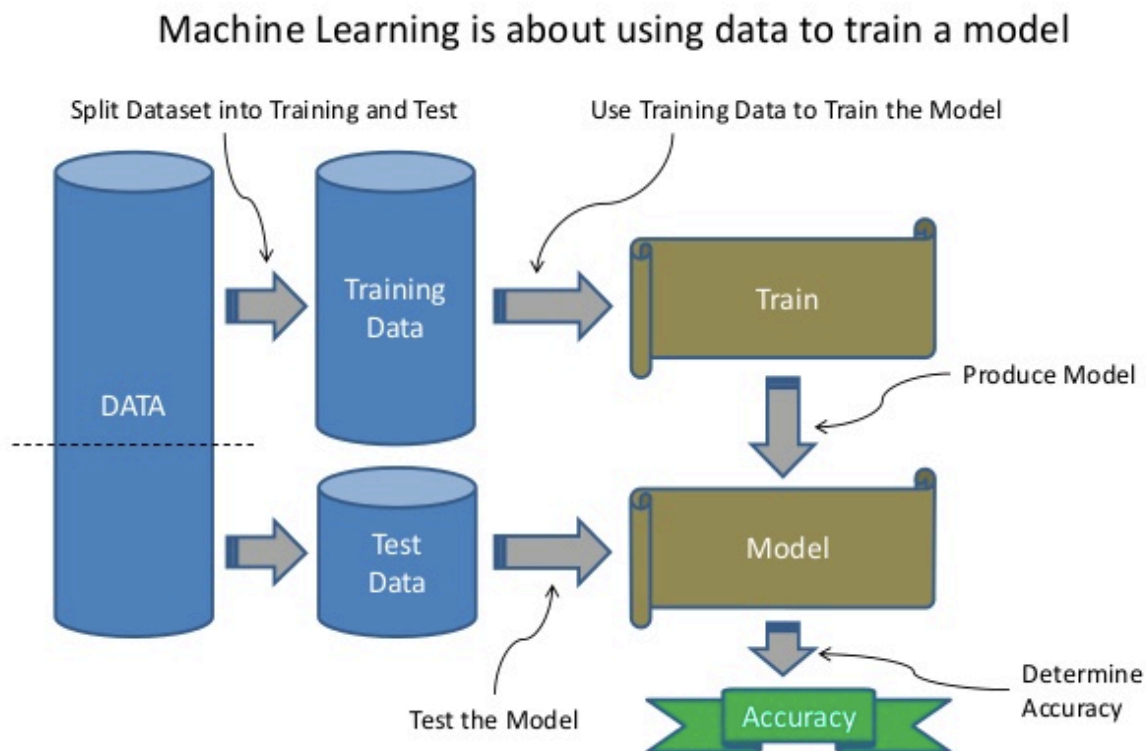 Machine Learning is about using data to train a model
Split Dataset into Training and Test
Use Training Data to Train the Model
DATA
Training
Data
Train
Produce Model
Test
Data
Model
Test the Model
Accuracy
Determine
Accuracy